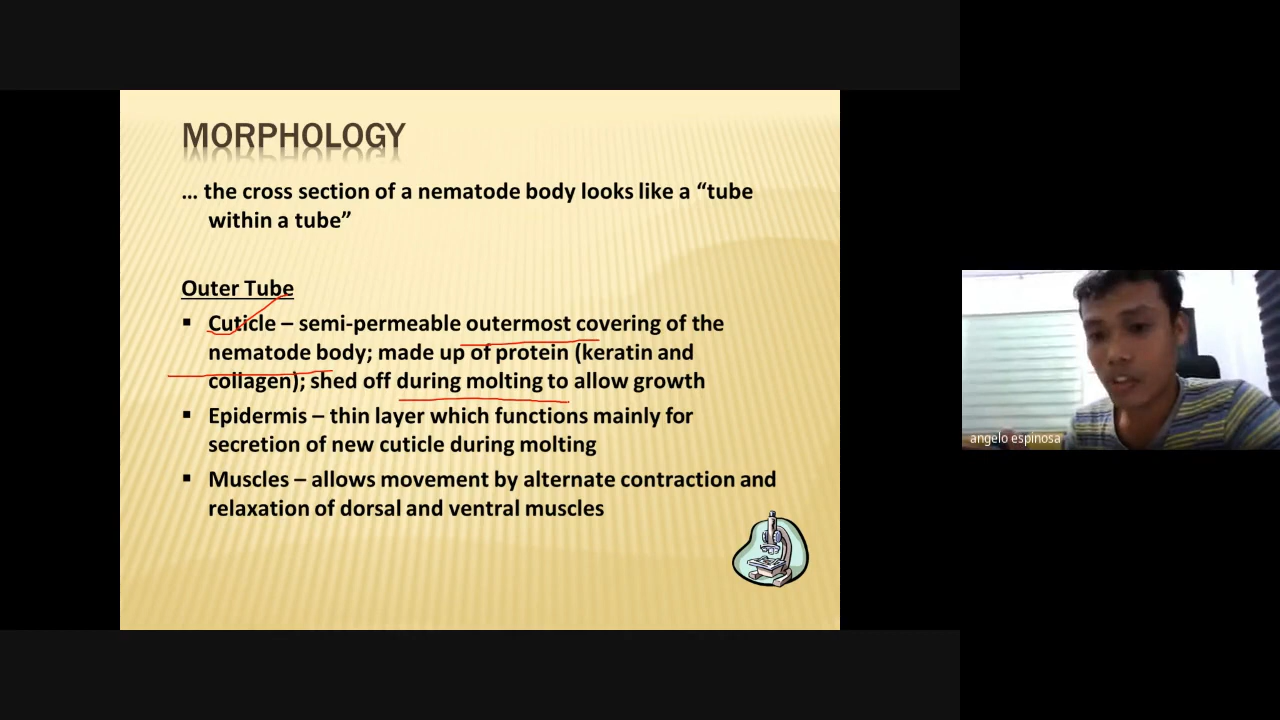 MORPHOLOGY
... the cross section of a nematode body looks like a “tube
within a tube”
Outer Tube
▪ Cuticle – semi-permeable outermost covering of the
nematode body; made up of protein (keratin and
collagen); shed off during molting to allow growth
▪ Epidermis – thin layer which functions mainly for
secretion of new cuticle during molting
▪ Muscles – allows movement by alternate contraction and
relaxation of dorsal and ventral muscles
angelo espinosa